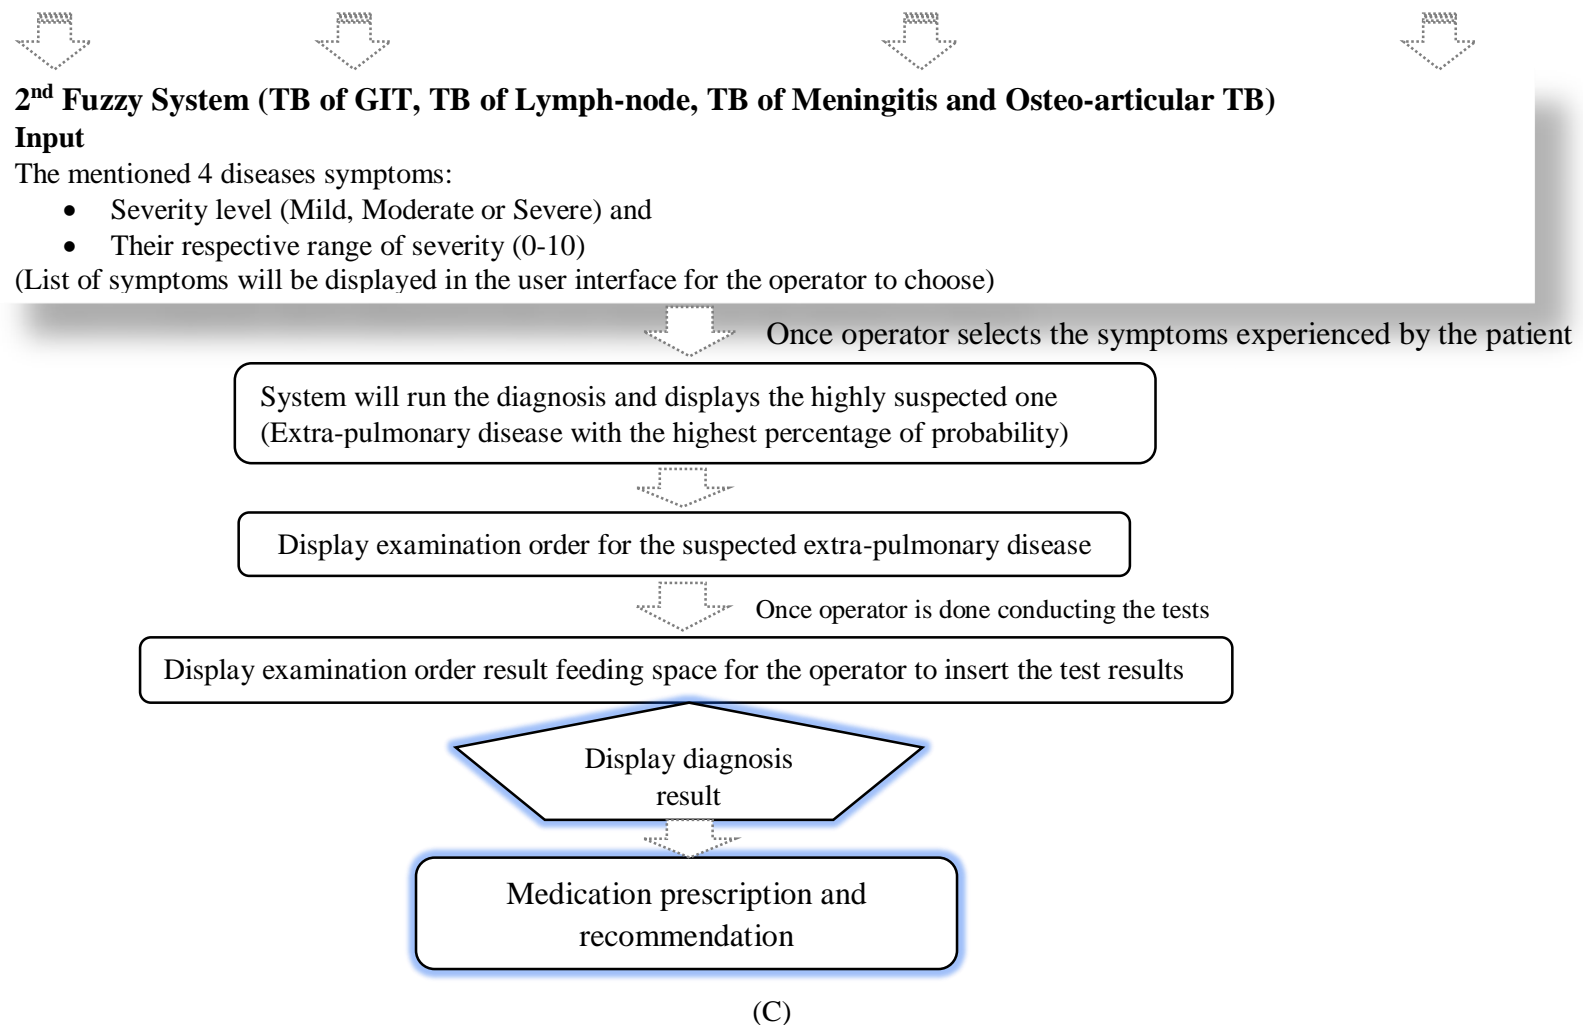 2nd Fuzzy System (TB of GIT, TB of Lymph-node, TB of Meningitis and Osteo-articular TB)
Input
The mentioned 4 diseases symptoms:
• Severity level (Mild, Moderate or Severe) and
• Their respective range of severity (0-10)
(List of symptoms will be displayed in the user interface for the operator to choose)
Once operator selects the symptoms experienced by the patient
System will run the diagnosis and displays the highly suspected one
(Extra-pulmonary disease with the highest percentage of probability)
Display examination order for the suspected extra-pulmonary disease
Once operator is done conducting the tests
Display examination order result feeding space for the operator to insert the test results
Display diagnosis
result
Medication prescription and
recommendation
(C)